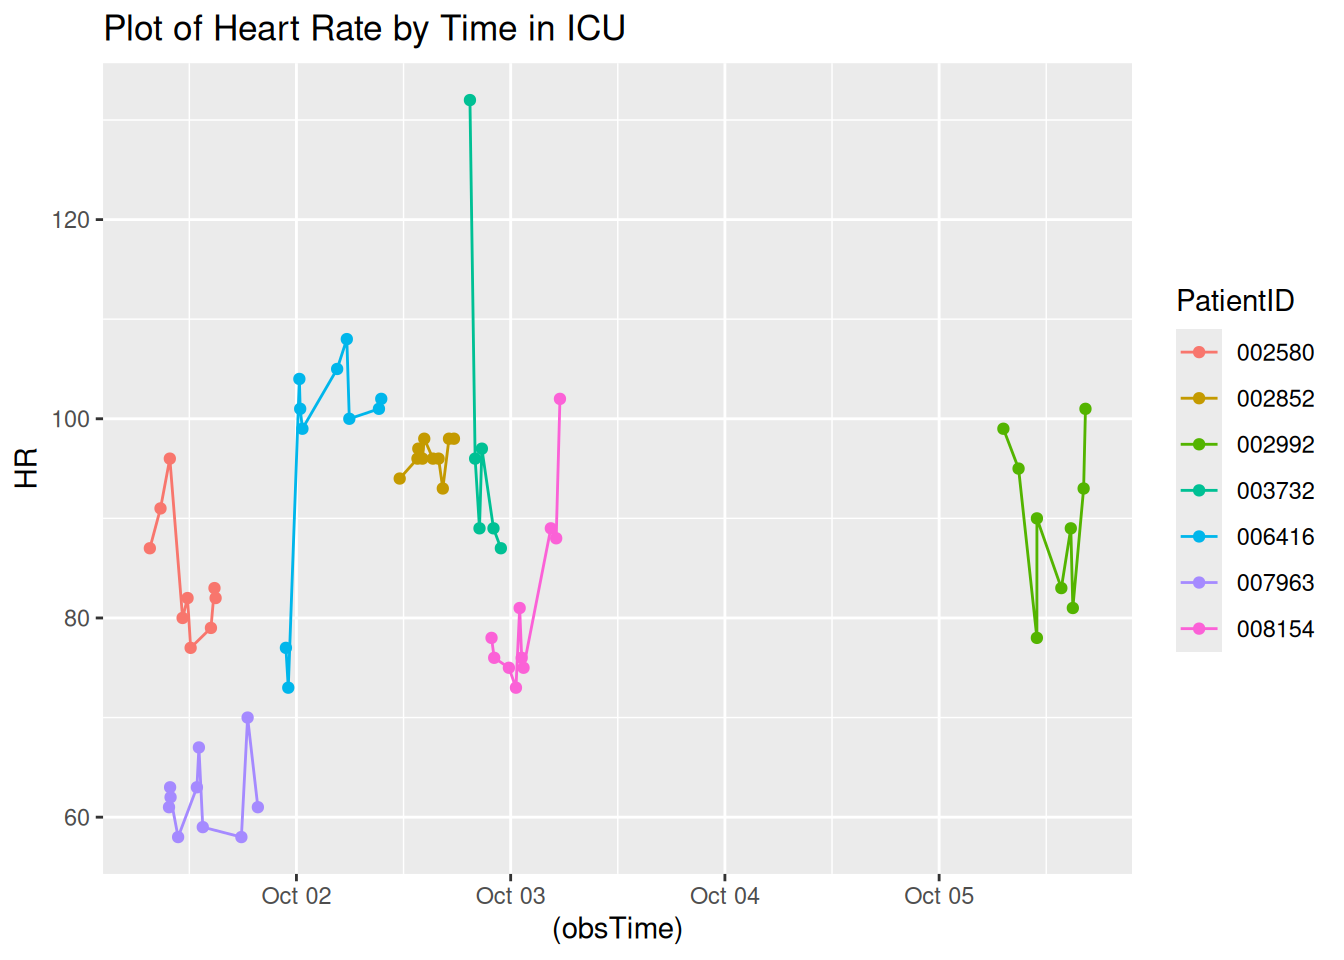 Plot of Heart Rate by Time in ICU
HR
120
100
80
60
Oct 02
Oct 03
Oct 04
Oct 05
(obsTime)
PatientID
002580
002852
002992
003732
006416
007963
008154